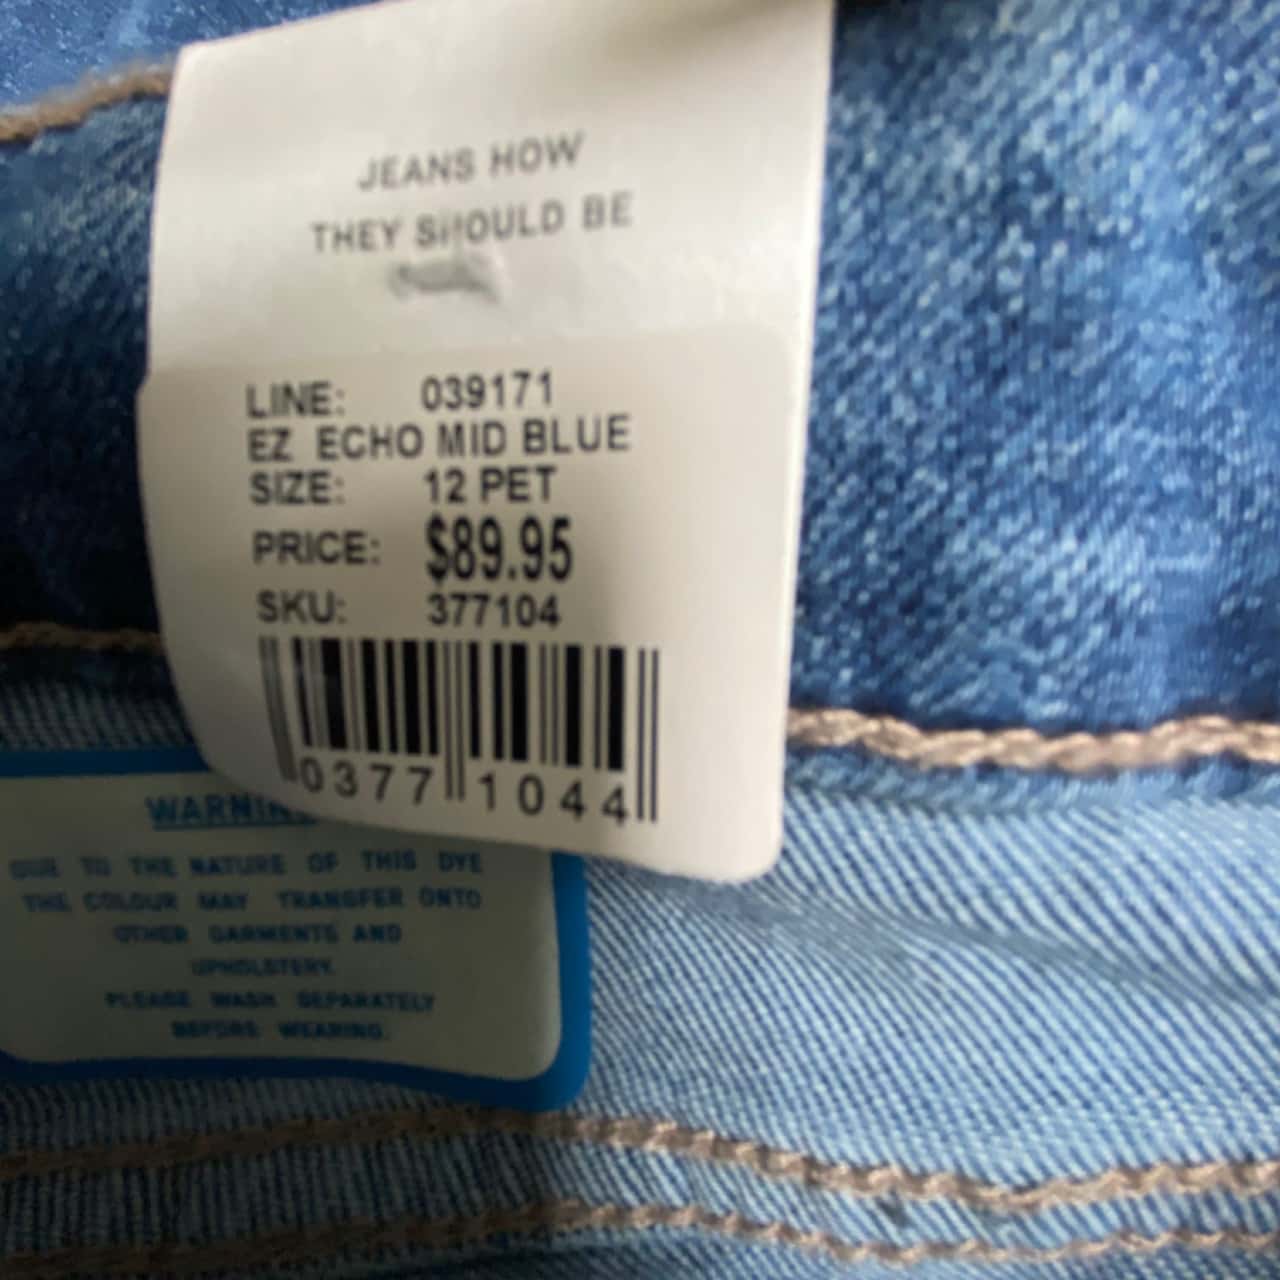 JEANS HOW
THEY SHOULD BE
LINE: 039171
EZ ECHO MID BLUE
SIZE: 12 PET
PRICE: $89.95
SKU: 377104
0377 1044
WARNIN
DUE TO THE NATURE OF THIS DYE
THE COLOUR MAY TRANSFER ONTO
OTHER GARMENTS AND
UPHOLSTERY.
PLEASE WASH SEPARATELY
BEFORE WEARING.